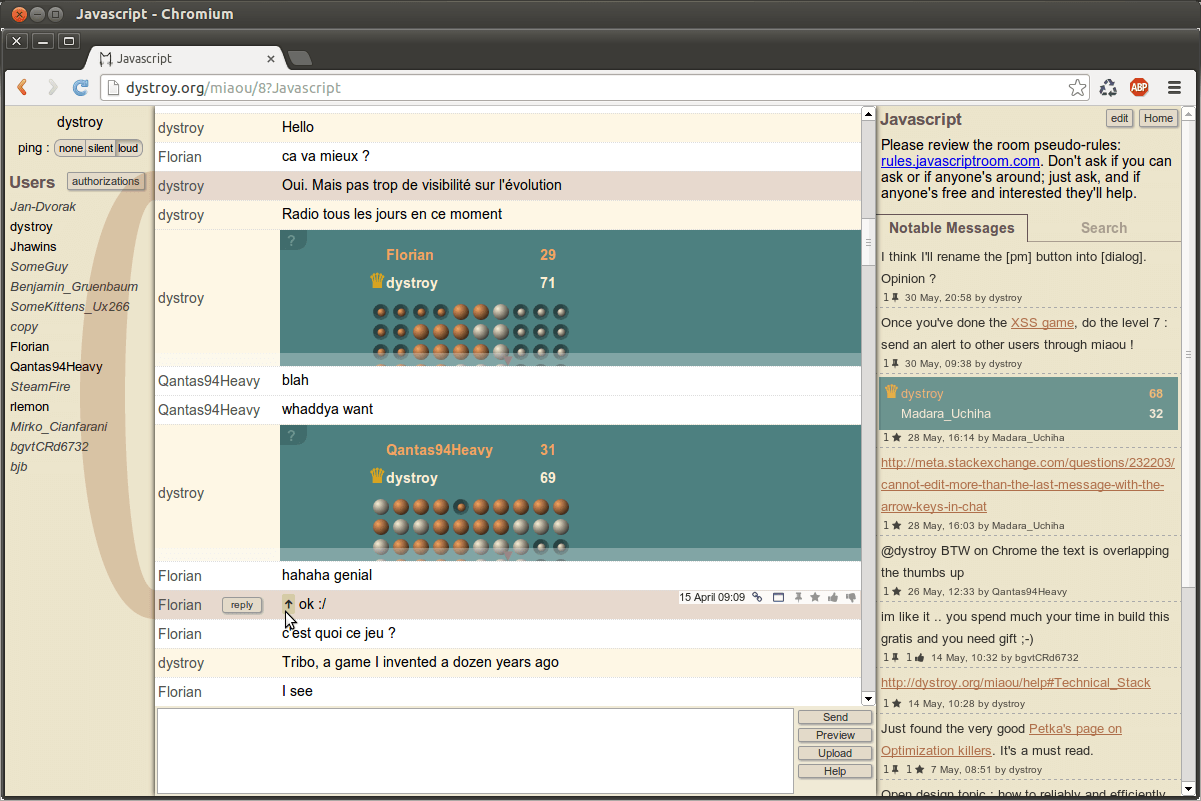 Javascript - Chromium
Javascript
dystroy.org/miaou/8?Javascript
ABP
dystroy
ping : none silent loud
Users authorizations
Jan-Dvorak
dystroy
Jhawins
SomeGuy
Benjamin_Gruenbaum
SomeKittens_Ux266
copy
Florian
Qantas94Heavy
SteamFire
rlemon
Mirko_Cianfarani
bgvtCRd6732
bjb
dystroy Hello
Florian ca va mieux ?
dystroy Oui. Mais pas trop de visibilité sur l'évolution
dystroy Radio tous les jours en ce moment
dystroy
?
Florian 29
dystroy 71
Qantas94Heavy blah
Qantas94Heavy whaddya want
dystroy
?
Qantas94Heavy 31
dystroy 69
Florian hahaha genial
Florian reply ok :/ 15 April 09:09
Florian c'est quoi ce jeu ?
dystroy Tribo, a game I invented a dozen years ago
Florian I see
Send
Preview
Upload
Help
Javascript edit Home
Please review the room pseudo-rules:
rules.javascriptroom.com. Don't ask if you can
ask or if anyone's around; just ask, and if
anyone's free and interested they'll help.
Notable Messages Search
I think I'll rename the [pm] button into [dialog].
Opinion ?
1 30 May, 20:58 by dystroy
Once you've done the XSS game, do the level 7 :
send an alert to other users through miaou !
1 30 May, 09:38 by dystroy
dystroy 68
Madara_Uchiha 32
1 28 May, 16:14 by Madara_Uchiha
http://meta.stackexchange.com/questions/232203/
cannot-edit-more-than-the-last-message-with-the-
arrow-keys-in-chat
1 28 May, 16:03 by Madara_Uchiha
@dystroy BTW on Chrome the text is overlapping
the thumbs up
1 26 May, 12:33 by Qantas94Heavy
im like it .. you spend much your time in build this
gratis and you need gift ;-)
1 1 14 May, 10:32 by bgvtCRd6732
http://dystroy.org/miaou/help#Technical_Stack
1 14 May, 10:28 by dystroy
Just found the very good Petka's page on
Optimization killers. It's a must read.
1 1 7 May, 08:51 by dystroy
Open design topic : how to reliably and efficiently